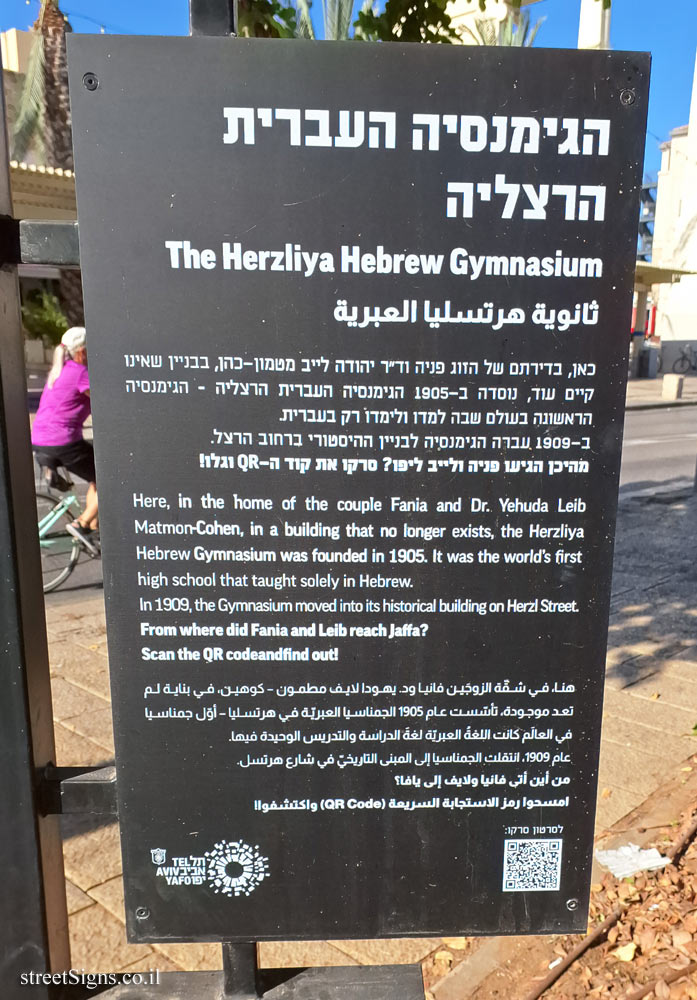 הגימנסיה העברית
הרצליה
The Herzliya Hebrew Gymnasium
ثانوية هرتسليا العبرية
כאן, בדירתם של הזוג פניה וד״ר יהודה לייב מטמון–כהן, בבניין שאינו
קיים עוד, נוסדה ב–1905 הגימנסיה העברית הרצליה - הגימנסיה
הראשונה בעולם שבה למדו ולימדו רק בעברית.
ב–1909 עברה הגימנסיה לבניין ההיסטורי ברחוב הרצל.
מהיכן הגיעו פניה ולייב ליפו? סרקו את קוד ה–QR וגלו!
Here, in the home of the couple Fania and Dr. Yehuda Leib
Matmon-Cohen, in a building that no longer exists, the Herzliya
Hebrew Gymnasium was founded in 1905. It was the world's first
high school that taught solely in Hebrew.
In 1909, the Gymnasium moved into its historical building on Herzl Street.
From where did Fania and Leib reach Jaffa?
Scan the QR codeandfind out!
هنا، في شقّة الزوجَين فانيا ود. يهودا لايف مطمون - كوهين، في بناية لم
تعد موجودة، تأسّست عام 1905 الجمناسيا العبريّة في هرتسليا - أوّل جمناسيا
في العالَم كانت اللغةُ العبريّة لغةَ الدراسة والتدريس الوحيدة فيها.
عام 1909، انتقلت الجمناسيا إلى المبنى التاريخيّ في شارع هرتسل.
من أين أتى فانيا ولايف إلى يافا؟
امسحوا رمز الاستجابة السريعة (QR Code) واكتشفوا!
לסרטון סרקו:
TEL תל
AVIV אביב
YAFO יפו
streetSigns.co.il